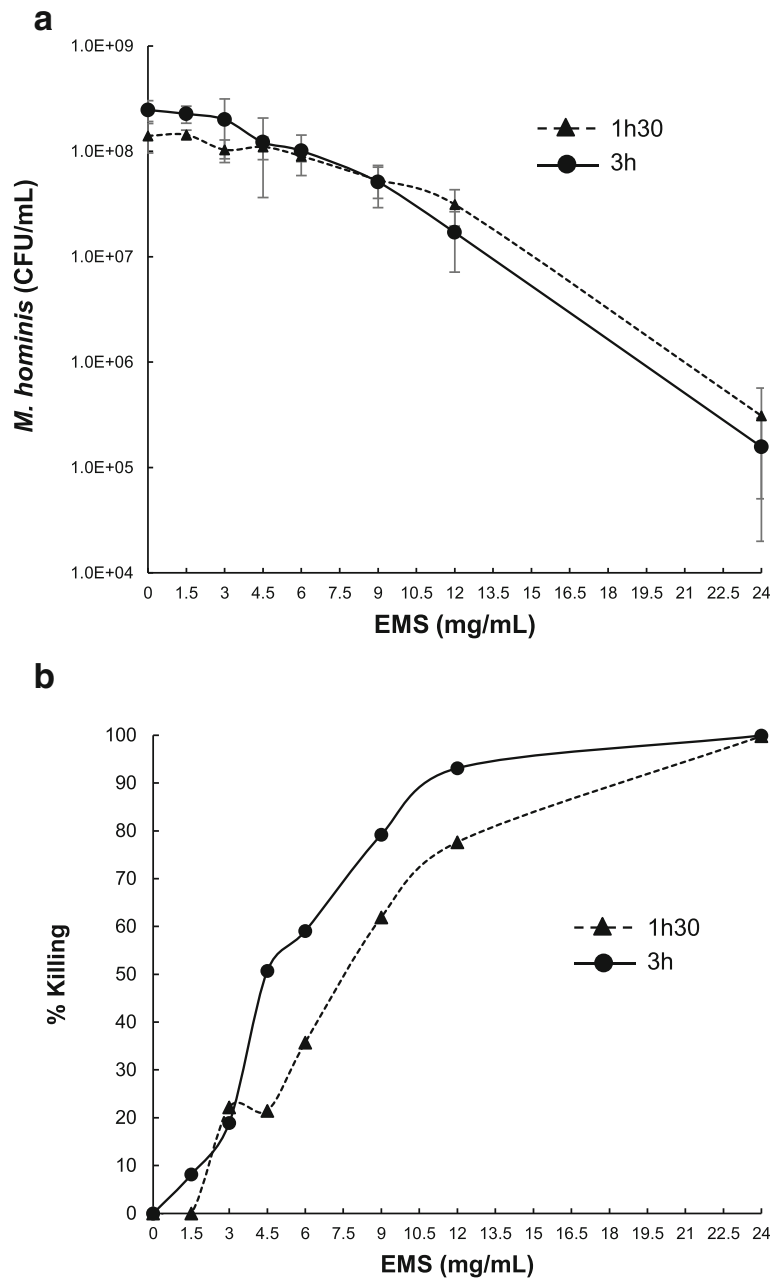 a
1.0E+09
1.0E+08
1.0E+07
1.0E+06
1.0E+05
1.0E+04
M. hominis (CFU/mL)
1h30
3h
0 1.5 3 4.5 6 7.5 9 10.5 12 13.5 15 16.5 18 19.5 21 22.5 24
EMS (mg/mL)
b
100
90
80
70
60
50
40
30
20
10
0
% Killing
1h30
3h
0 1.5 3 4.5 6 7.5 9 10.5 12 13.5 15 16.5 18 19.5 21 22.5 24
EMS (mg/mL)